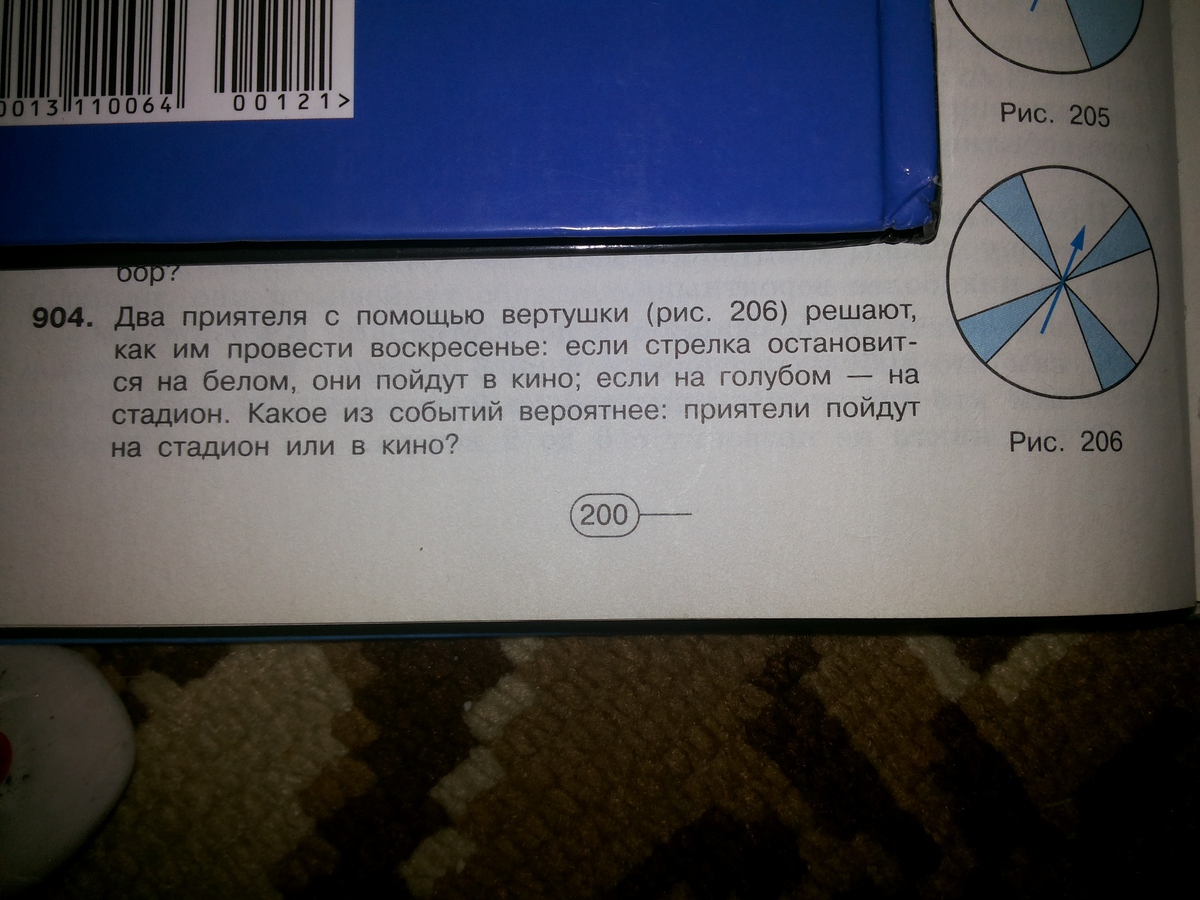 0013 110064 00121>
Рис. 205
бор?
904. Два приятеля с помощью вертушки (рис. 206) решают,
как им провести воскресенье: если стрелка остановит-
ся на белом, они пойдут в кино; если на голубом — на
стадион. Какое из событий вероятнее: приятели пойдут
на стадион или в кино?
Рис. 206
200